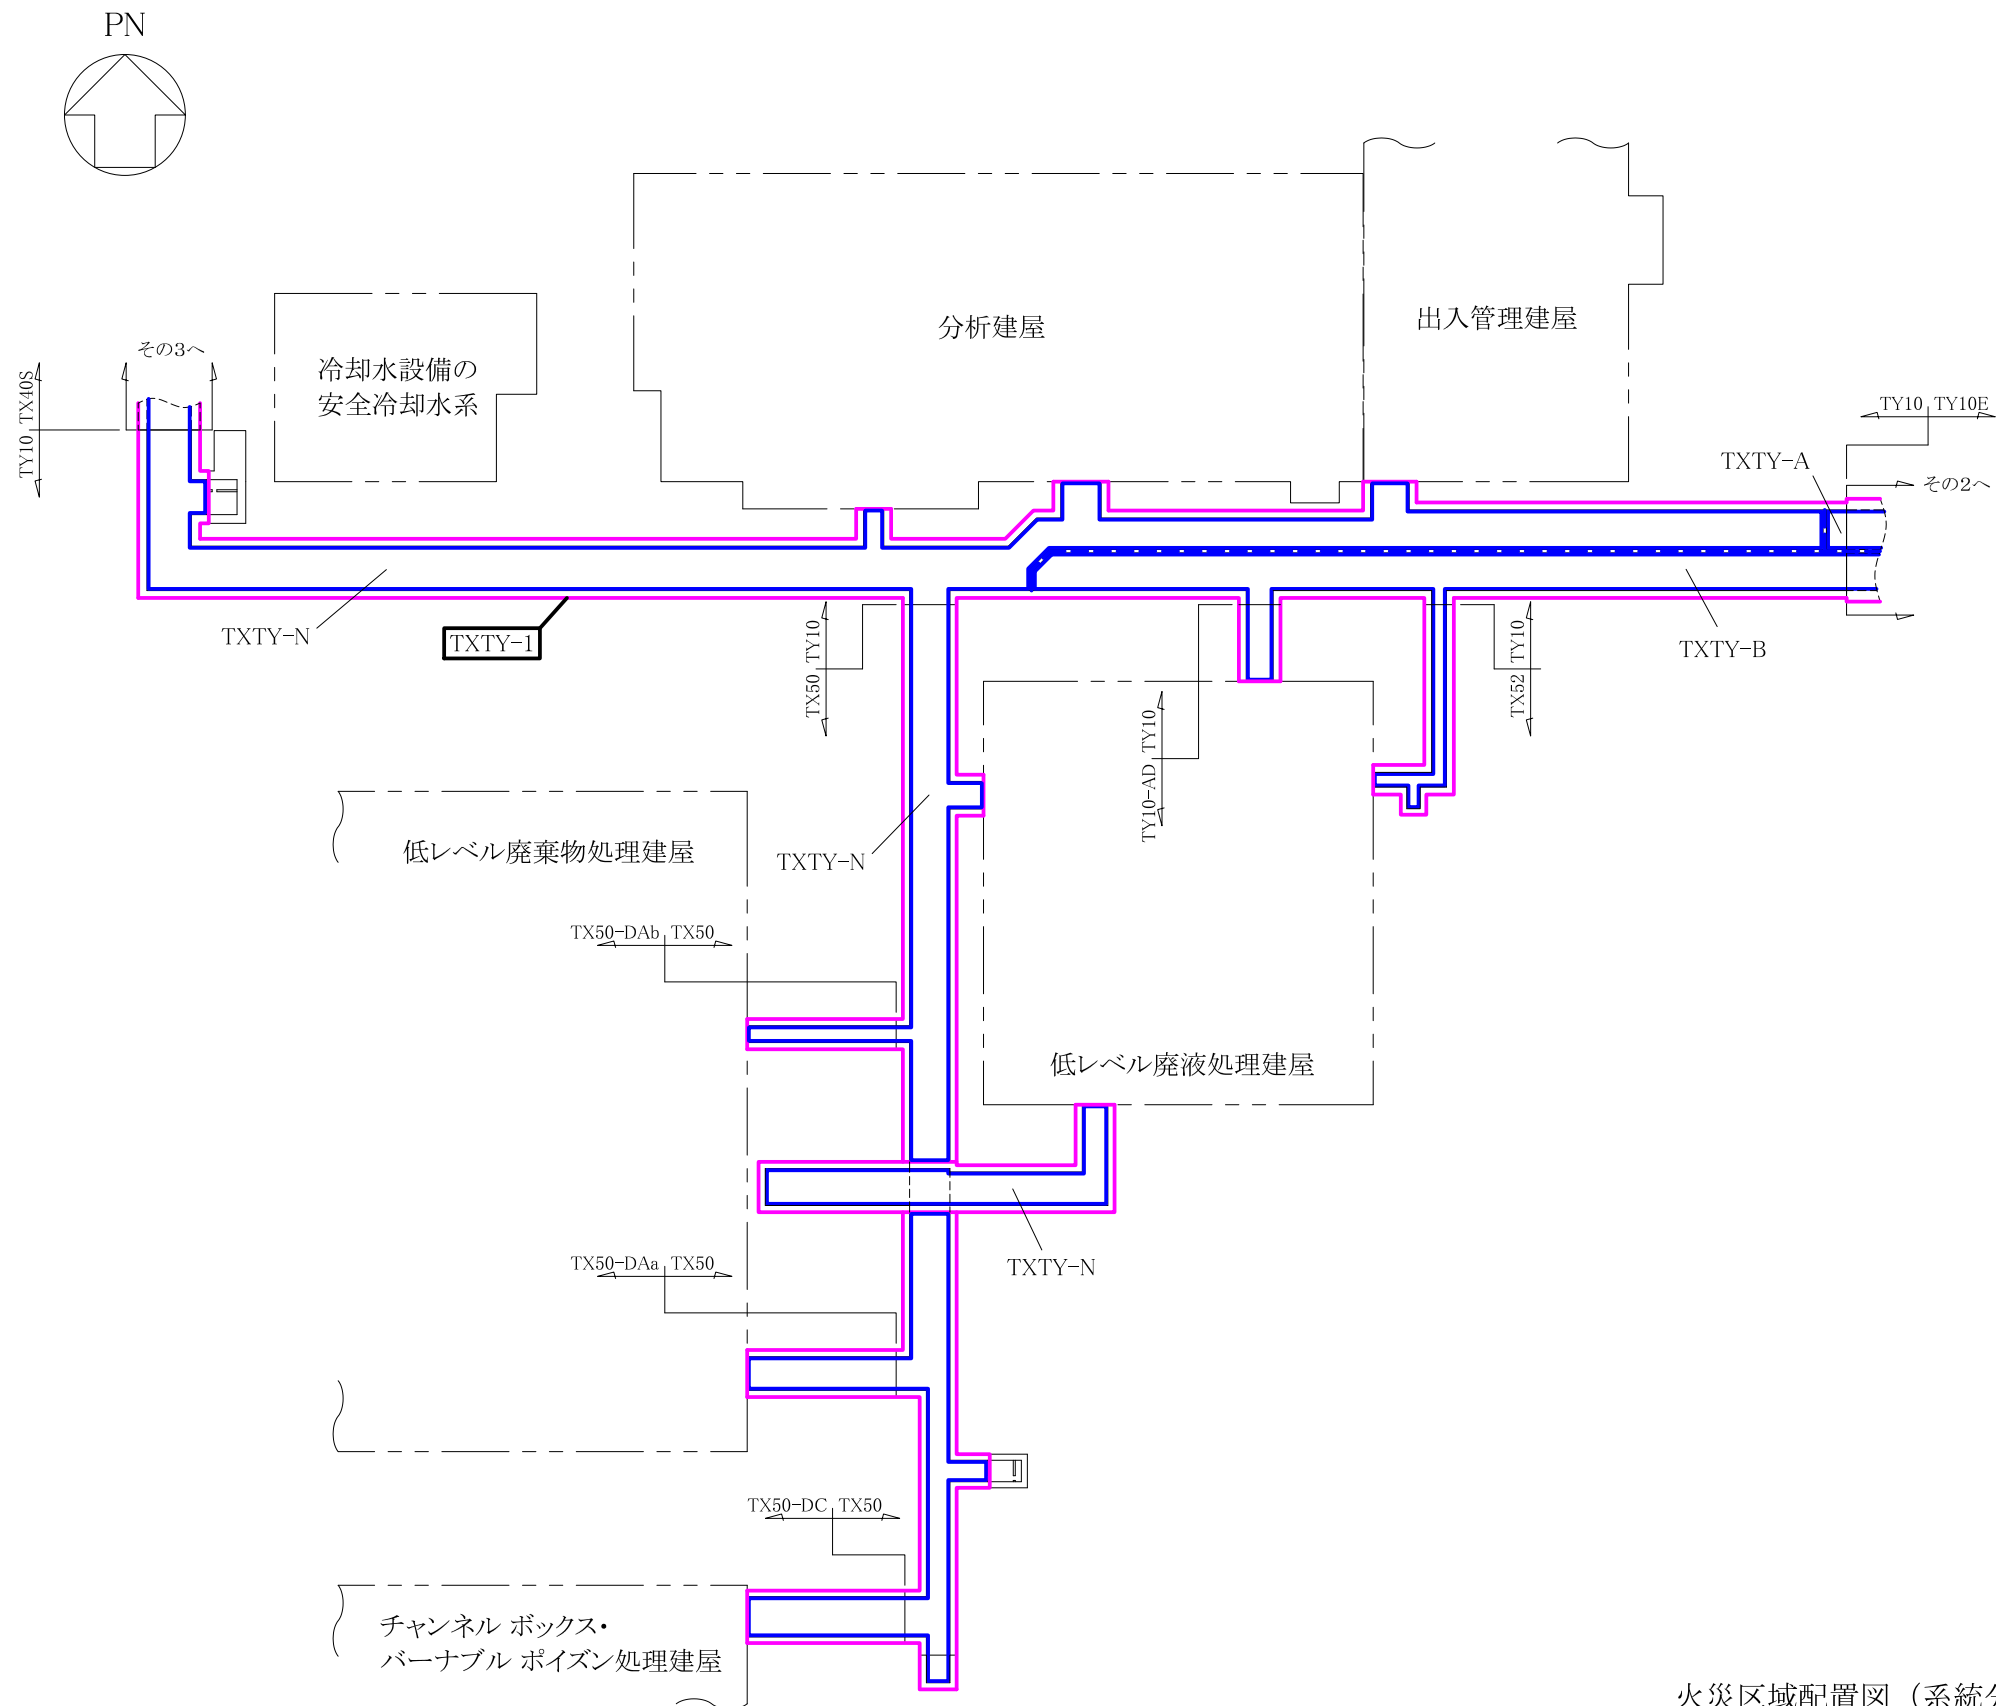 PN
分析建屋
出入管理建屋
その3へ
冷却水設備の
安全冷却水系
TY10 TX40S
TY10 TY10E
TXTY-A
その2へ
TXTY-N
TXTY-1
TX50 TY10
TX52 TY10
TXTY-B
TY10-AD TY10
低レベル廃棄物処理建屋
TXTY-N
TX50-DAb TX50
低レベル廃液処理建屋
TX50-DAa TX50
TXTY-N
TX50-DC TX50
チャンネル ボックス・
バーナブル ポイズン処理建屋
火災区域配置図（系統分